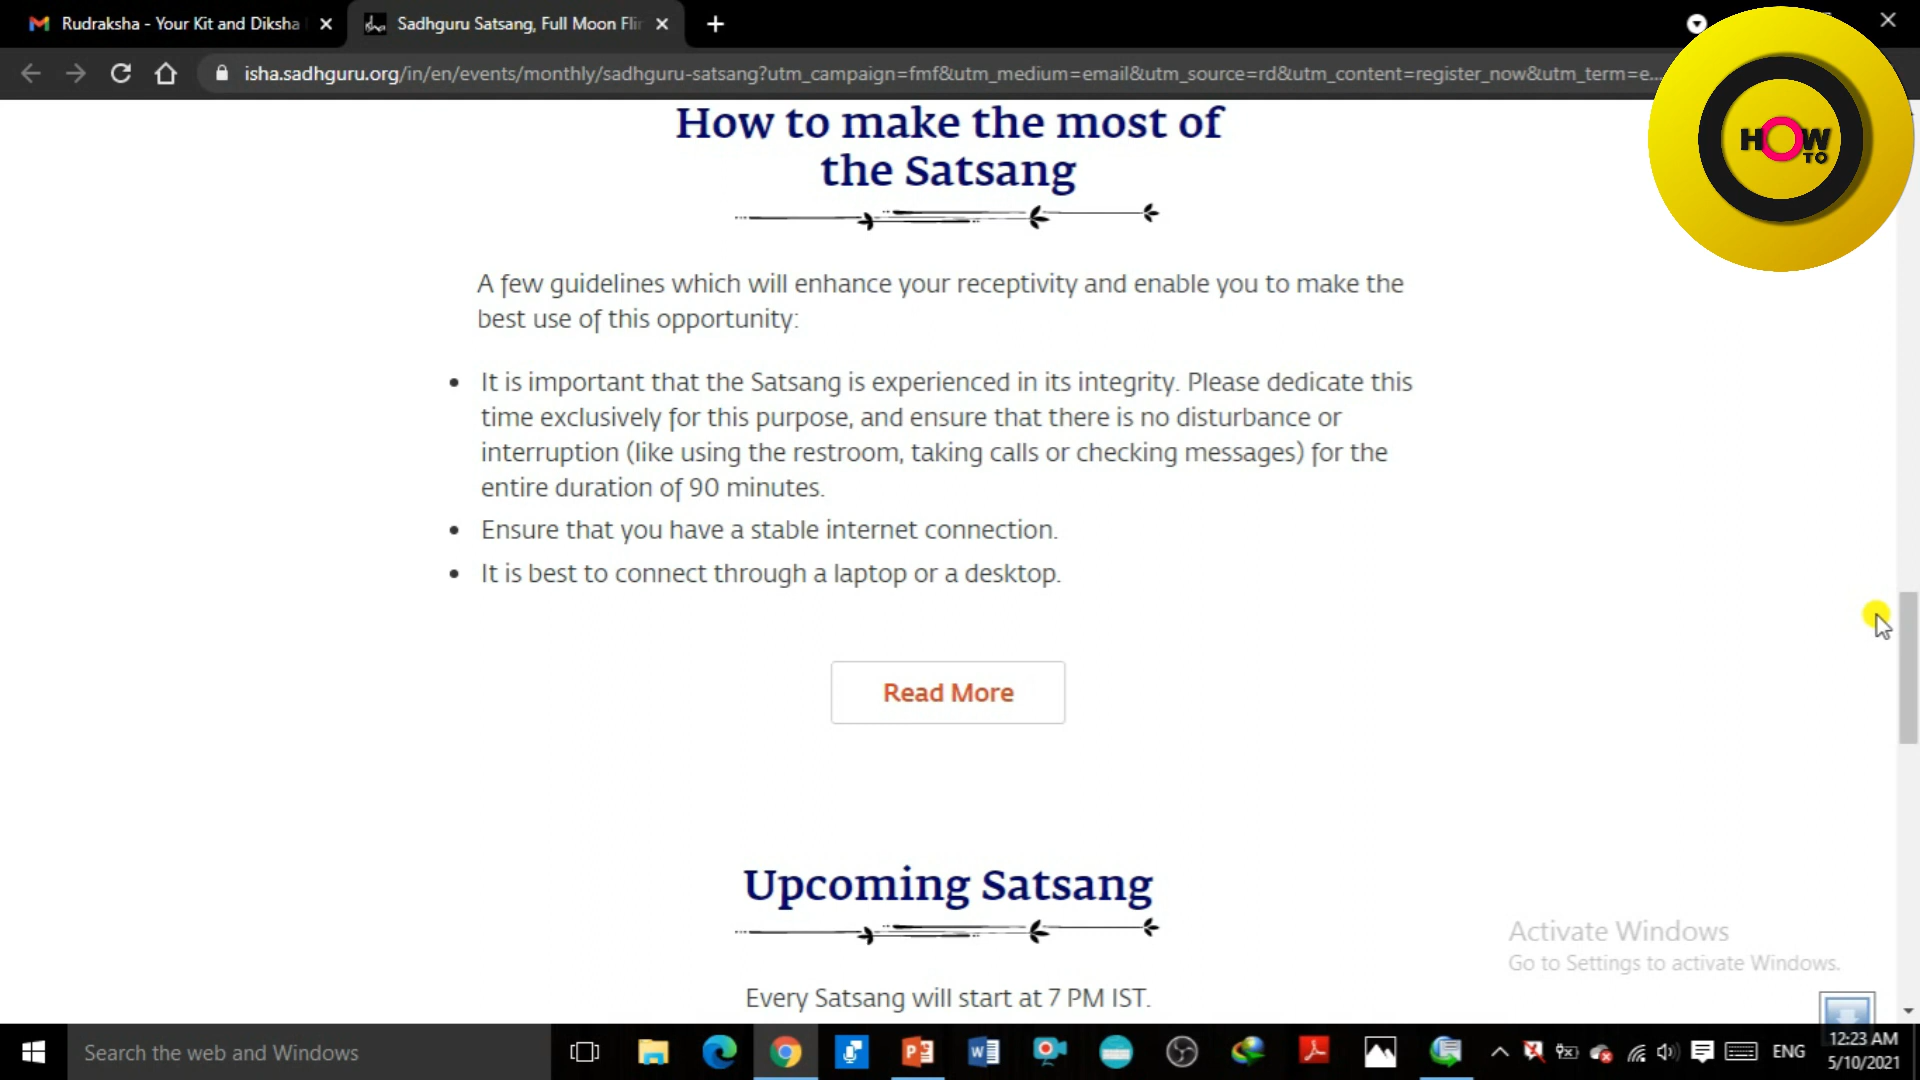 Rudraksha - Your Kit and Diksha
Sadhguru Satsang, Full Moon Fli
isha.sadhguru.org/in/en/events/monthly/sadhguru-satsang?utm_campaign=fmf&utm_medium=email&utm_source=rd&utm_content=register_now&utm_term=e...
HOW
TO
How to make the most of
the Satsang
A few guidelines which will enhance your receptivity and enable you to make the
best use of this opportunity:
• It is important that the Satsang is experienced in its integrity. Please dedicate this
time exclusively for this purpose, and ensure that there is no disturbance or
interruption (like using the restroom, taking calls or checking messages) for the
entire duration of 90 minutes.
• Ensure that you have a stable internet connection.
• It is best to connect through a laptop or a desktop.
Read More
Upcoming Satsang
Every Satsang will start at 7 PM IST.
Activate Windows
Go to Settings to activate Windows.
Search the web and Windows
ENG
12:23 AM
5/10/2021